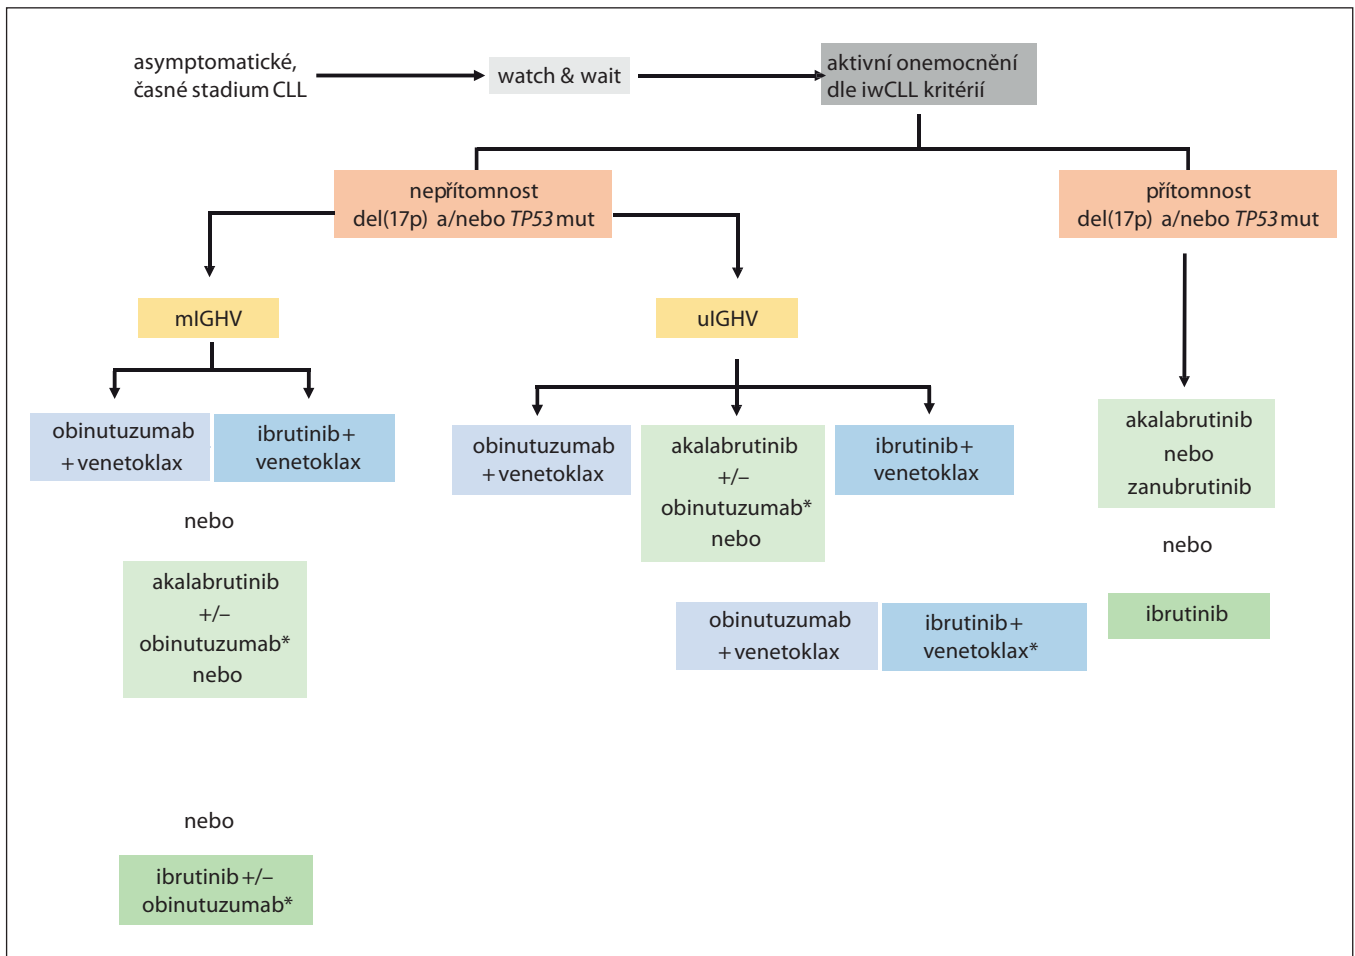 asymptomatické,
časné stadium CLL
watch & wait
aktivní onemocnění
dle iwCLL kritérií
nepřítomnost
del(17p) a/nebo TP53 mut
přítomnost
del(17p) a/nebo TP53 mut
mIGHV
uIGHV
obinutuzumab
+ venetoklax
ibrutinib +
venetoklax
nebo
akalabrutinib
+/–
obinutuzumab*
nebo
nebo
ibrutinib +/–
obinutuzumab*
obinutuzumab
+ venetoklax
akalabrutinib
+/–
obinutuzumab*
nebo
ibrutinib +
venetoklax
obinutuzumab
+ venetoklax
ibrutinib +
venetoklax*
akalabrutinib
nebo
zanubrutinib
nebo
ibrutinib